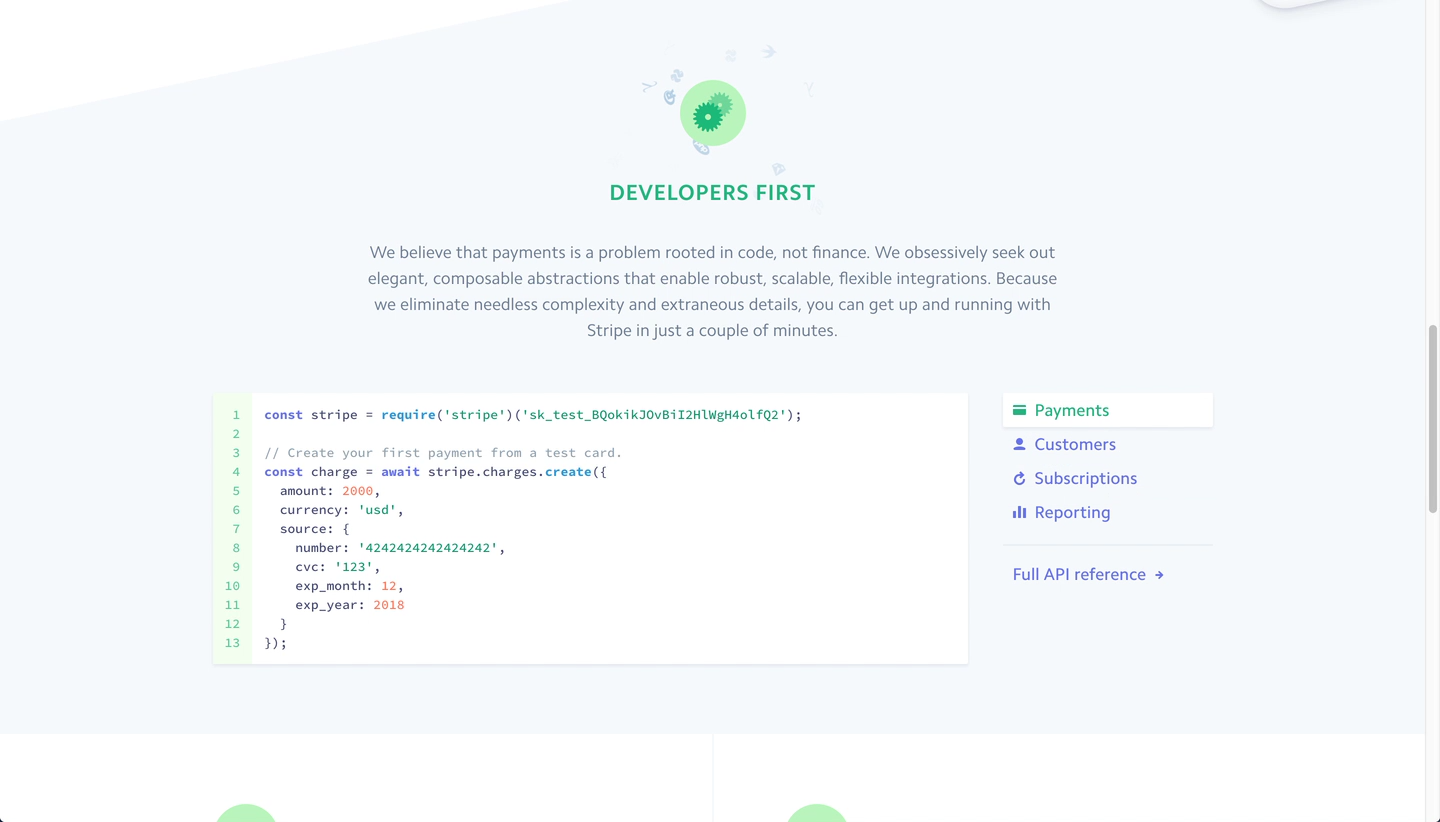 DEVELOPERS FIRST
We believe that payments is a problem rooted in code, not finance. We obsessively seek out
elegant, composable abstractions that enable robust, scalable, flexible integrations. Because
we eliminate needless complexity and extraneous details, you can get up and running with
Stripe in just a couple of minutes.
1 const stripe = require('stripe')('sk_test_BQokikJOvBiI2HlWgH4olfQ2');
2
3 // Create your first payment from a test card.
4 const charge = await stripe.charges.create({
5   amount: 2000,
6   currency: 'usd',
7   source: {
8     number: '4242424242424242',
9     cvc: '123',
10     exp_month: 12,
11     exp_year: 2018
12   }
13 });
Payments
Customers
Subscriptions
Reporting
Full API reference →